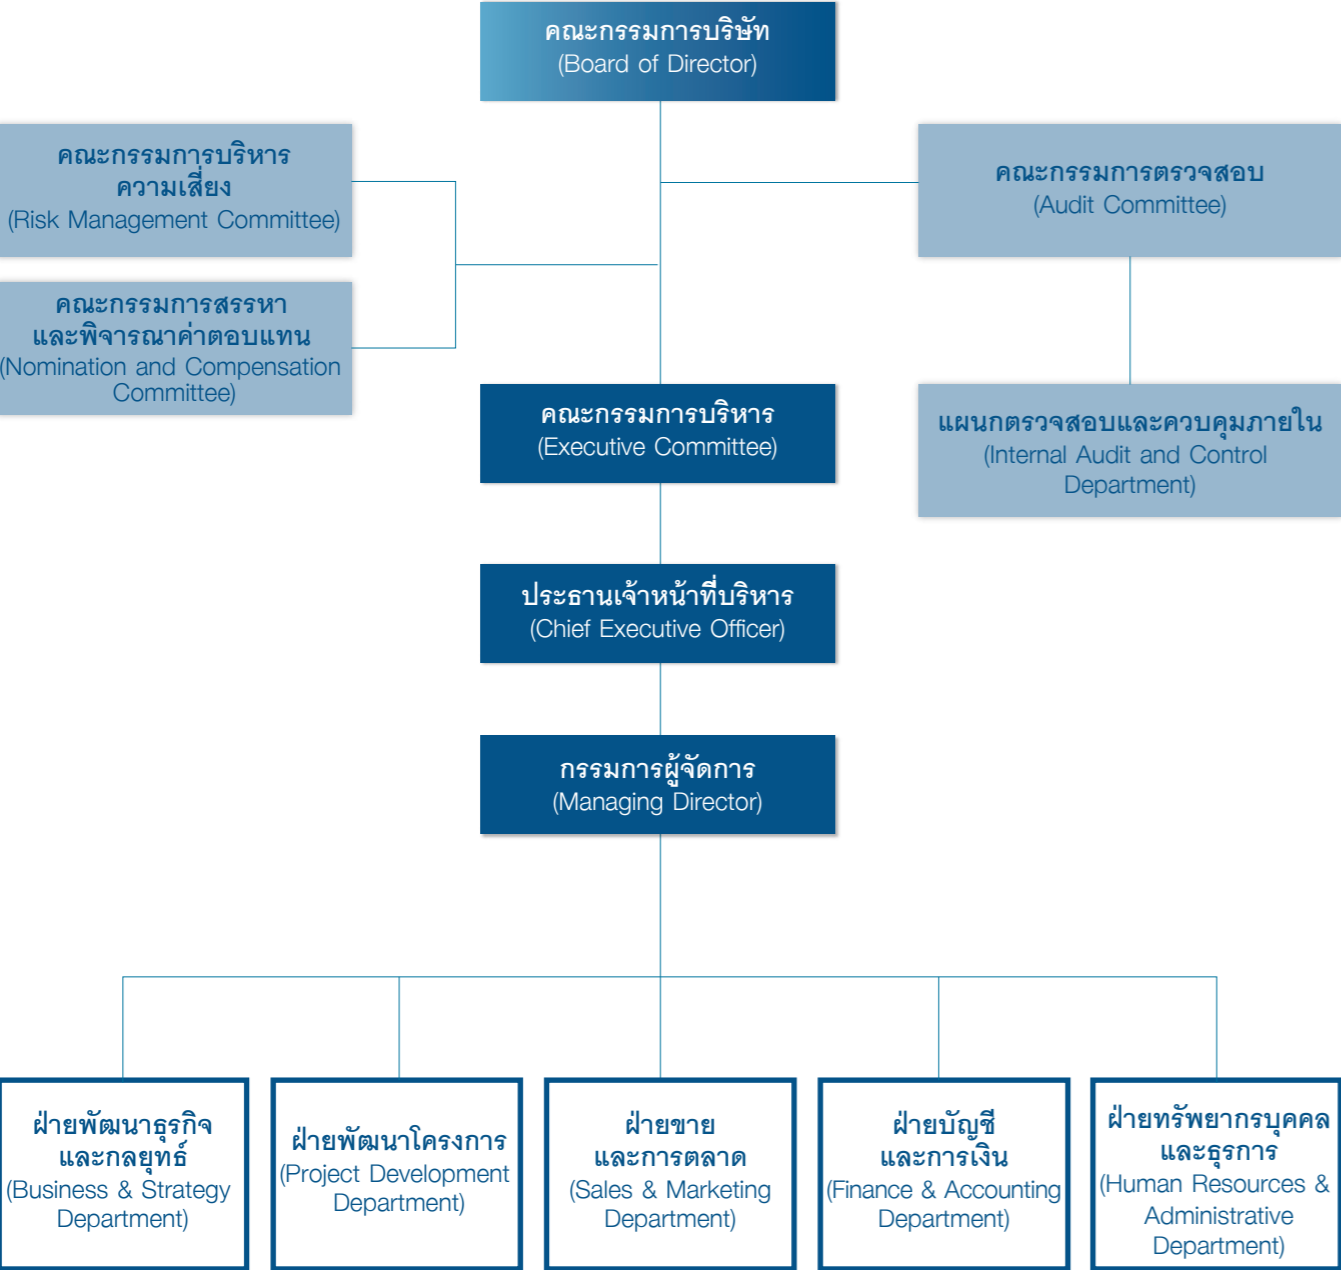 คณะกรรมการบริษัท
(Board of Director)
คณะกรรมการบริหาร
ความเสี่ยง
(Risk Management Committee)
คณะกรรมการตรวจสอบ
(Audit Committee)
คณะกรรมการสรรหา
และพิจารณาค่าตอบแทน
(Nomination and Compensation
Committee)
คณะกรรมการบริหาร
(Executive Committee)
แผนกตรวจสอบและควบคุมภายใน
(Internal Audit and Control
Department)
ประธานเจ้าหน้าที่บริหาร
(Chief Executive Officer)
กรรมการผู้จัดการ
(Managing Director)
ฝ่ายพัฒนาธุรกิจ
และกลยุทธ์
(Business & Strategy
Department)
ฝ่ายพัฒนาโครงการ
(Project Development
Department)
ฝ่ายขาย
และการตลาด
(Sales & Marketing
Department)
ฝ่ายบัญชี
และการเงิน
(Finance & Accounting
Department)
ฝ่ายทรัพยากรบุคคล
และธุรการ
(Human Resources &
Administrative
Department)